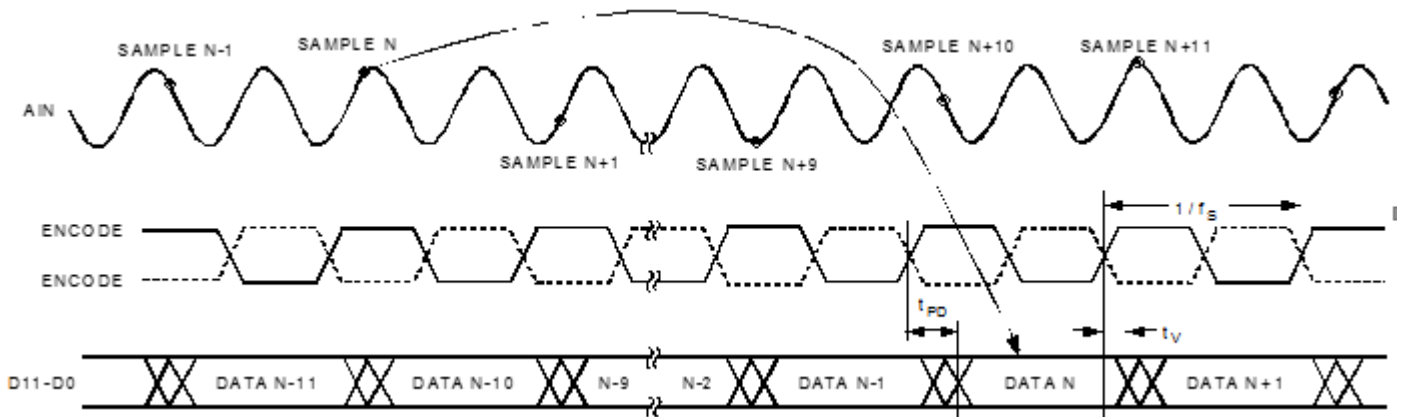 SAMPLE N-1
SAMPLE N
SAMPLE N+10
SAMPLE N+11
AIN
SAMPLE N+1
SAMPLE N+9
1 / fS
ENCODE
ENCODE
tPD
tV
D11-D0
DATA N-11
DATA N-10
N-9
N-2
DATA N-1
DATA N
DATA N+1